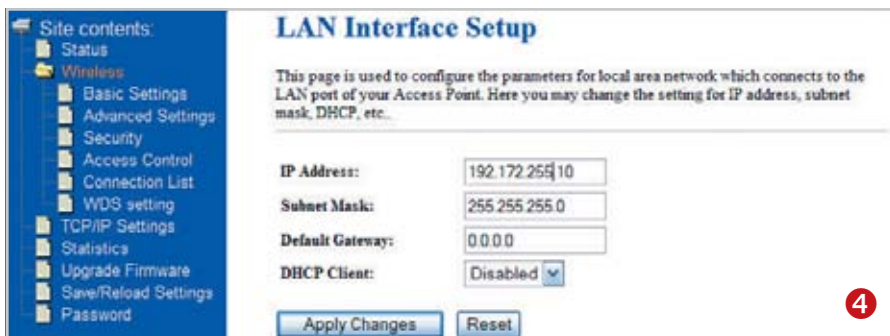 Site contents:
Status
Wireless
Basic Settings
Advanced Settings
Security
Access Control
Connection List
WDS setting
TCP/IP Settings
Statistics
Upgrade Firmware
Save/Reload Settings
Password
LAN Interface Setup
This page is used to configure the parameters for local area network which connects to the
LAN port of your Access Point. Here you may change the setting for IP address, subnet
mask, DHCP, etc..
IP Address: 192.172.255.10
Subnet Mask: 255.255.255.0
Default Gateway: 0.0.0.0
DHCP Client: Disabled
Apply Changes Reset
4